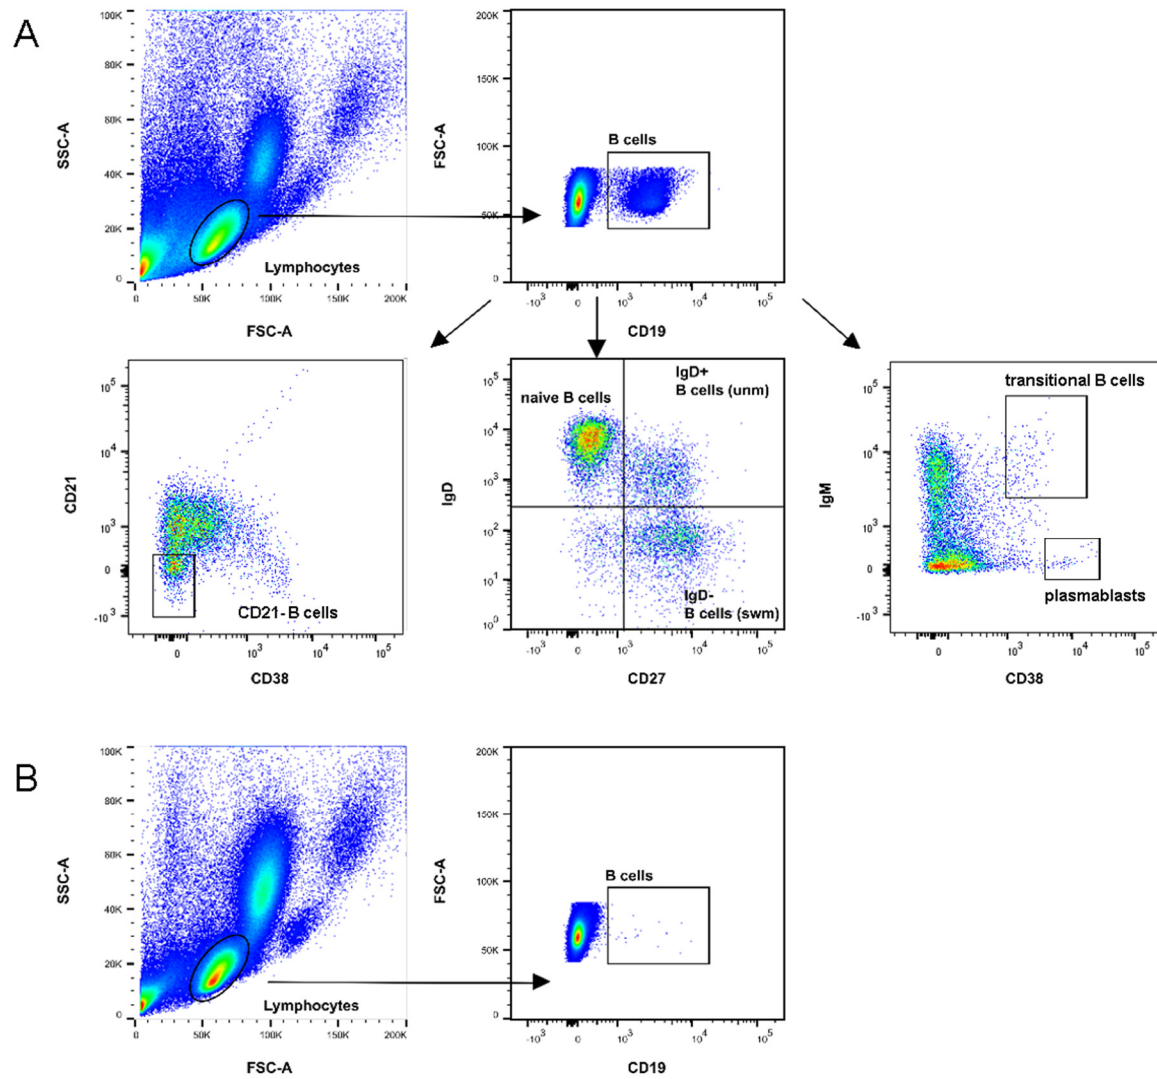 A
SSC-A
100K
80K
60K
40K
20K
0
0
50K
100K
150K
200K
Lymphocytes
FSC-A
FSC-A
200K
150K
100K
50K
0
B cells
-10³
0
10³
10⁴
10⁵
CD19
CD21
10⁵
10⁴
10³
0
-10³
CD21- B cells
0
10³
10⁴
10⁵
CD38
IgD
10⁵
10⁴
10³
10²
10¹
10⁰
naive B cells
IgD+
B cells (unm)
IgD-
B cells (swm)
0
10³
10⁴
10⁵
CD27
IgM
10⁵
10⁴
10³
0
-10³
transitional B cells
plasmablasts
0
10³
10⁴
10⁵
CD38
B
SSC-A
100K
80K
60K
40K
20K
0
0
50K
100K
150K
200K
Lymphocytes
FSC-A
FSC-A
200K
150K
100K
50K
0
B cells
-10³
0
10³
10⁴
10⁵
CD19